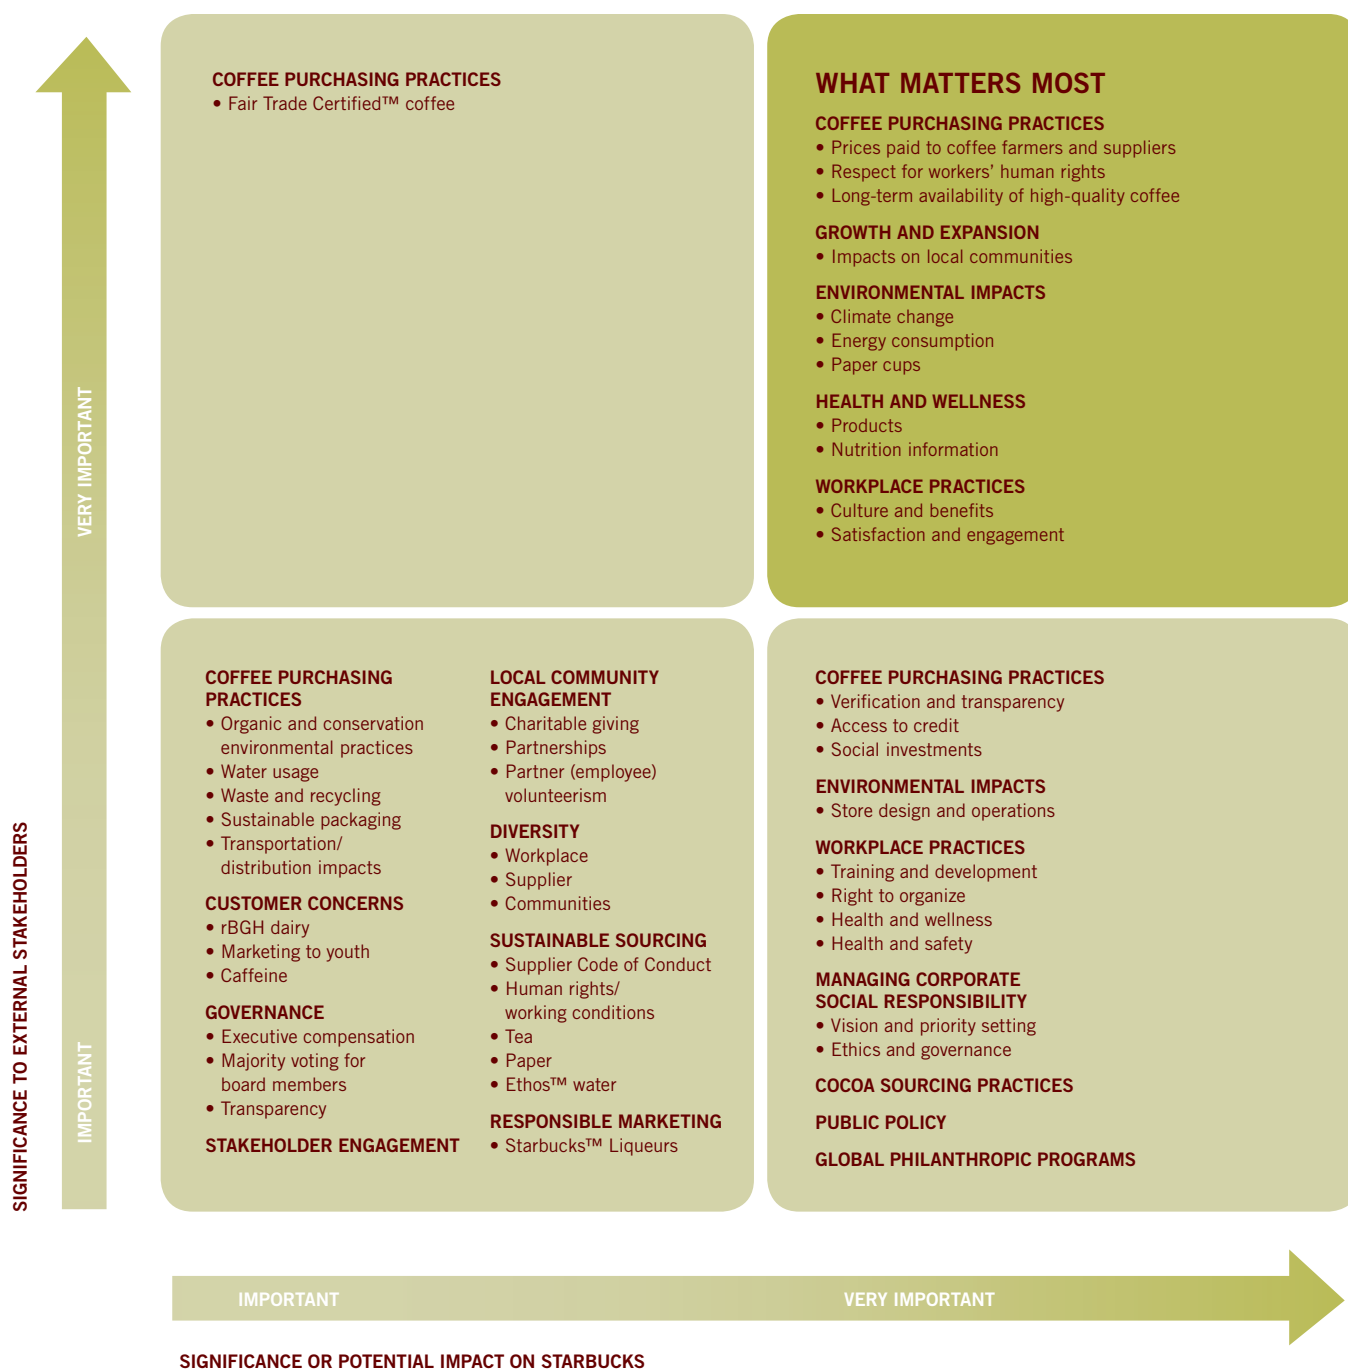 COFFEE PURCHASING PRACTICES
• Fair Trade Certified™ coffee
WHAT MATTERS MOST
COFFEE PURCHASING PRACTICES
• Prices paid to coffee farmers and suppliers
• Respect for workers’ human rights
• Long-term availability of high-quality coffee
GROWTH AND EXPANSION
• Impacts on local communities
ENVIRONMENTAL IMPACTS
• Climate change
• Energy consumption
• Paper cups
HEALTH AND WELLNESS
• Products
• Nutrition information
WORKPLACE PRACTICES
• Culture and benefits
• Satisfaction and engagement
COFFEE PURCHASING
PRACTICES
• Organic and conservation
environmental practices
• Water usage
• Waste and recycling
• Sustainable packaging
• Transportation/
distribution impacts
CUSTOMER CONCERNS
• rBGH dairy
• Marketing to youth
• Caffeine
GOVERNANCE
• Executive compensation
• Majority voting for
board members
• Transparency
STAKEHOLDER ENGAGEMENT
LOCAL COMMUNITY
ENGAGEMENT
• Charitable giving
• Partnerships
• Partner (employee)
volunteerism
DIVERSITY
• Workplace
• Supplier
• Communities
SUSTAINABLE SOURCING
• Supplier Code of Conduct
• Human rights/
working conditions
• Tea
• Paper
• Ethos™ water
RESPONSIBLE MARKETING
• Starbucks™ Liqueurs
COFFEE PURCHASING PRACTICES
• Verification and transparency
• Access to credit
• Social investments
ENVIRONMENTAL IMPACTS
• Store design and operations
WORKPLACE PRACTICES
• Training and development
• Right to organize
• Health and wellness
• Health and safety
MANAGING CORPORATE
SOCIAL RESPONSIBILITY
• Vision and priority setting
• Ethics and governance
COCOA SOURCING PRACTICES
PUBLIC POLICY
GLOBAL PHILANTHROPIC PROGRAMS
SIGNIFICANCE TO EXTERNAL STAKEHOLDERS
IMPORTANT
VERY IMPORTANT
IMPORTANT
VERY IMPORTANT
SIGNIFICANCE OR POTENTIAL IMPACT ON STARBUCKS